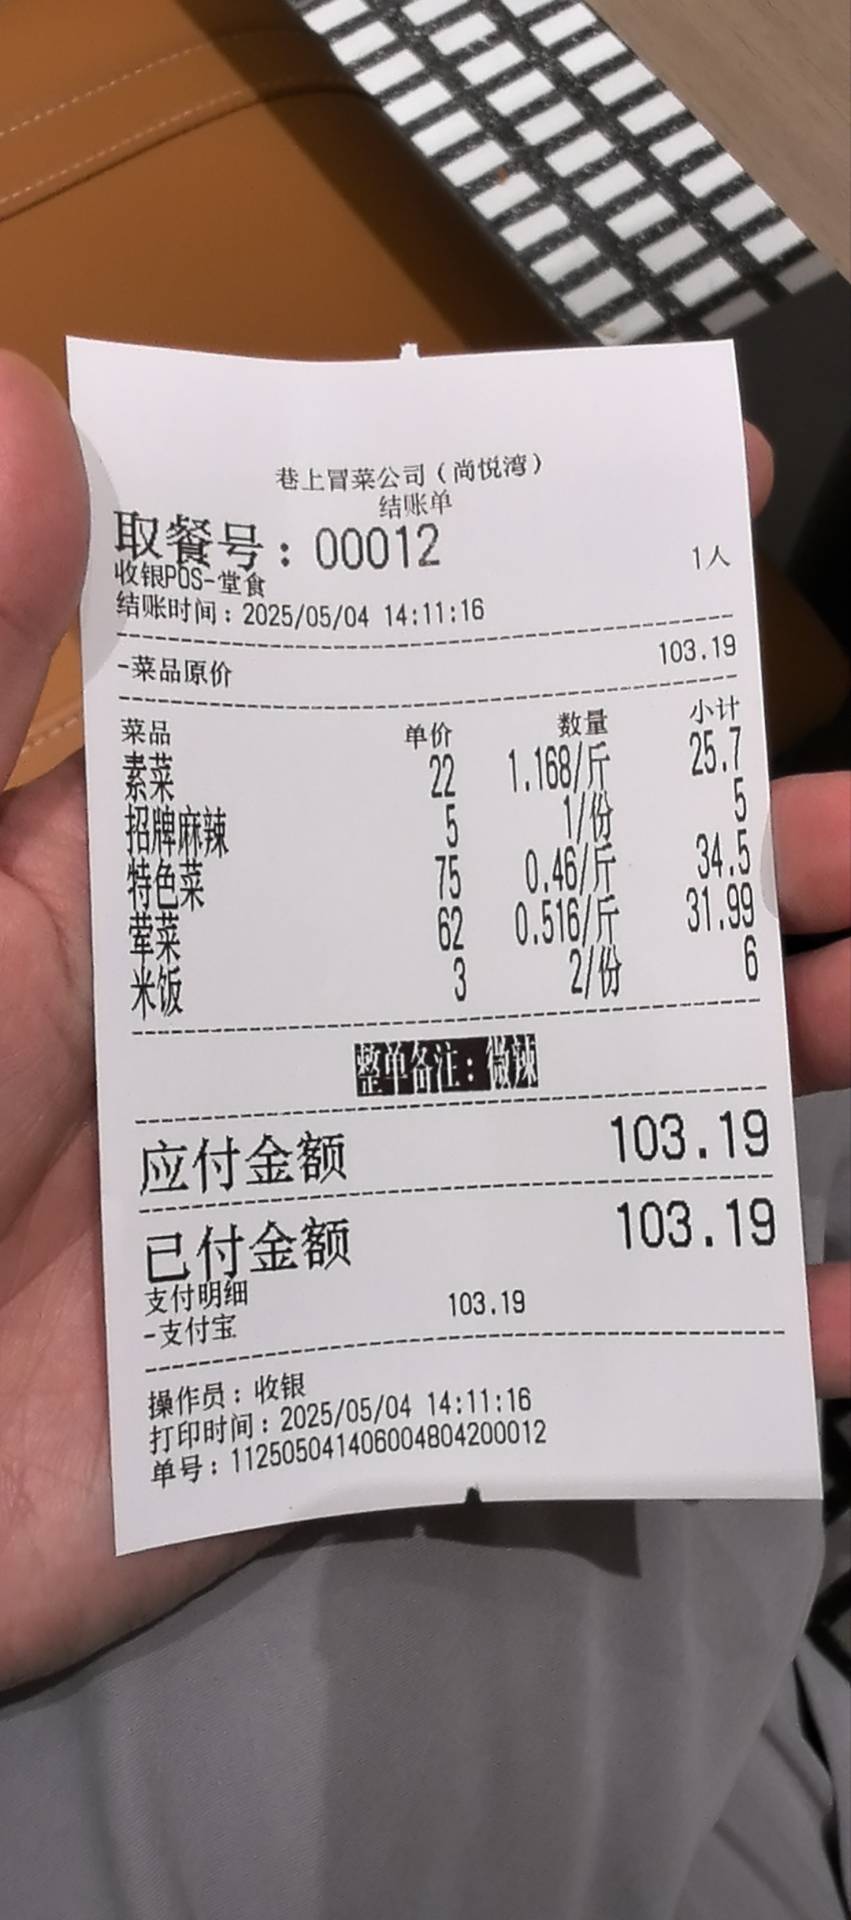 巷上冒菜公司（尚悦湾）
结账单
取餐号：00012 1人
收银POS-堂食
结账时间：2025/05/04 14:11:16
-菜品原价 103.19
菜品 单价 数量 小计
素菜 22 1.168/斤 25.7
招牌麻辣 5 1/份 5
特色菜 75 0.46/斤 34.5
荤菜 62 0.516/斤 31.99
米饭 3 2/份 6
整单备注：微辣
应付金额 103.19
已付金额 103.19
支付明细
-支付宝 103.19
操作员：收银
打印时间：2025/05/04 14:11:16
单号：112505041406004804200012